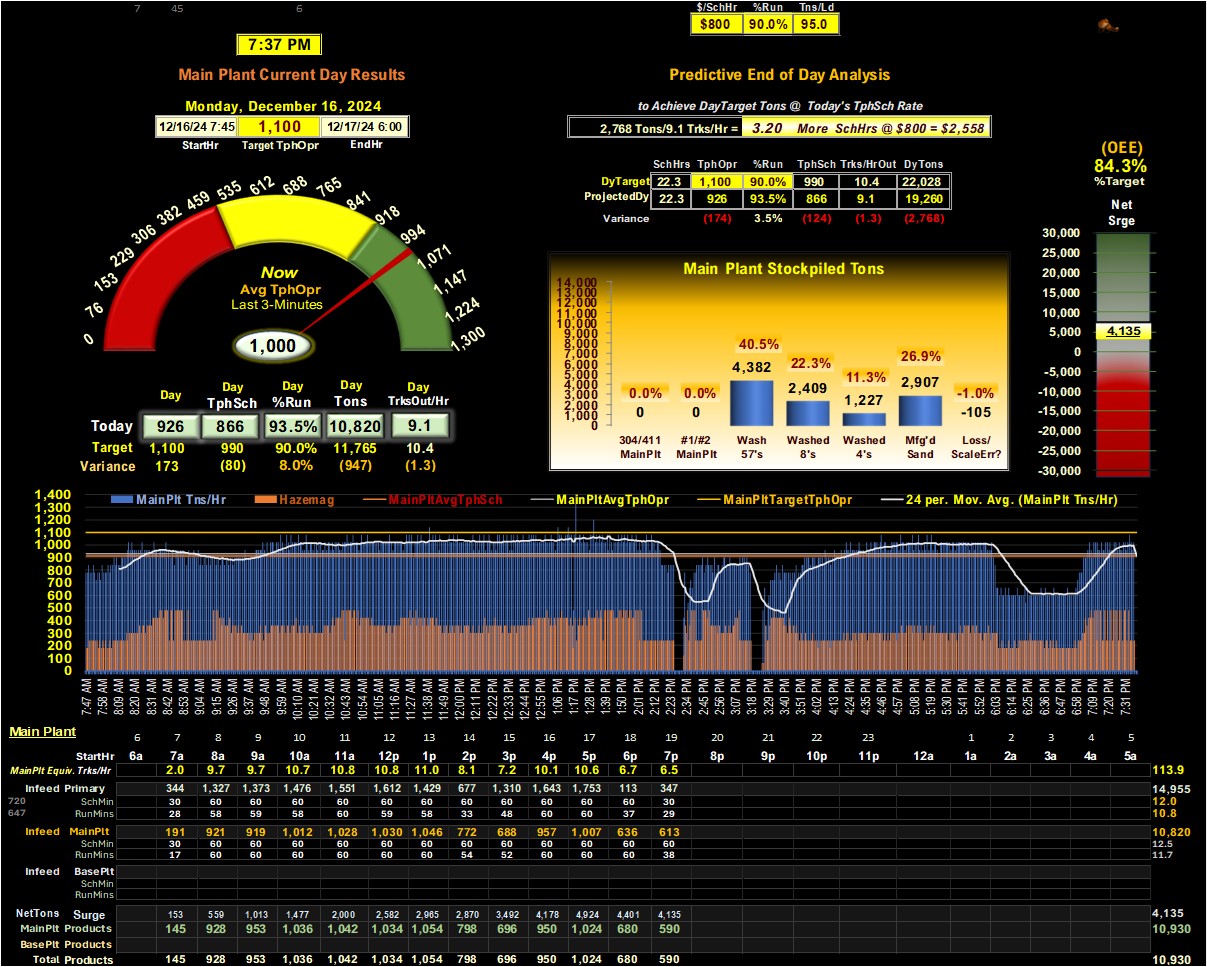 7 45 6
$/SchHr %Run Tns/Ld
$800 90.0% 95.0
7:37 PM
Main Plant Current Day Results
Predictive End of Day Analysis
Monday, December 16, 2024
to Achieve DayTarget Tons @ Today's TphSch Rate
12/16/24 7:45 1,100 12/17/24 6:00
2,768 Tons/9.1 Trks/Hr = 3.20 More SchHrs @ $800 = $2,558
StartHr Target TphOpr EndHr
(OEE)
84.3%
%Target
SchHrs TphOpr %Run TphSch Trks/HrOut DyTons
DyTarget 22.3 1,100 90.0% 990 10.4 22,028
ProjectedDy 22.3 926 93.5% 866 9.1 19,260
Variance (174) 3.5% (124) (1.3) (2,768)
Net
Srge
30,000
20,000
15,000
10,000
5,000
4,135
0
-5,000
-10,000
-15,000
-25,000
-30,000
0
76
153
229
306
382
459
535
612
688
765
841
918
994
1,071
1,147
1,224
1,300
Now
Avg TphOpr
Last 3-Minutes
1,000
Main Plant Stockpiled Tons
14,000
13,000
12,000
11,000
10,000
9,000
8,000
7,000
6,000
5,000
4,000
3,000
2,000
1,000
0
0.0% 0.0% 40.5% 22.3% 11.3% 26.9% -1.0%
0 0 4,382 2,409 1,227 2,907 -105
304/411 #1/#2 Wash Washed Washed Mfg'd Loss/
MainPlt MainPlt 57's 8's 4's Sand ScaleErr?
Day Day Day Day Day
TphSch %Run Tons TrksOut/Hr
Today 926 866 93.5% 10,820 9.1
Target 1,100 990 90.0% 11,765 10.4
Variance 173 (80) 8.0% (947) (1.3)
MainPlt Tns/Hr Hazemag MainPltAvgTphSch MainPltAvgTphOpr MainPltTargetTphOpr 24 per. Mov. Avg. (MainPlt Tns/Hr)
1,400
1,300
1,200
1,100
1,000
900
800
700
600
500
400
300
200
100
0
7:47 AM 7:58 AM 8:09 AM 8:20 AM 8:31 AM 8:42 AM 8:53 AM 9:04 AM 9:15 AM 9:26 AM 9:37 AM 9:48 AM 9:59 AM 10:10 AM 10:21 AM 10:32 AM 10:43 AM 10:54 AM 11:05 AM 11:16 AM 11:27 AM 11:38 AM 11:49 AM 12:00 PM 12:11 PM 12:22 PM 12:33 PM 12:44 PM 12:55 PM 1:06 PM 1:17 PM 1:28 PM 1:39 PM 1:50 PM 2:01 PM 2:12 PM 2:23 PM 2:34 PM 2:45 PM 2:56 PM 3:07 PM 3:18 PM 3:29 PM 3:40 PM 3:51 PM 4:02 PM 4:13 PM 4:24 PM 4:35 PM 4:46 PM 4:57 PM 5:08 PM 5:19 PM 5:30 PM 5:41 PM 5:52 PM 6:03 PM 6:14 PM 6:25 PM 6:36 PM 6:47 PM 6:58 PM 7:09 PM 7:20 PM 7:31 PM
Main Plant
6 7 8 9 10 11 12 13 14 15 16 17 18 19 20 21 22 23 1 2 3 4 5
StartHr 6a 7a 8a 9a 10a 11a 12p 1p 2p 3p 4p 5p 6p 7p 8p 9p 10p 11p 12a 1a 2a 3a 4a 5a
MainPlt Equiv. Trks/Hr 2.0 9.7 9.7 10.7 10.8 10.8 11.0 8.1 7.2 10.1 10.6 6.7 6.5 113.9
Infeed Primary 344 1,327 1,373 1,476 1,551 1,612 1,429 677 1,310 1,643 1,753 113 347 14,955
720 SchMin 30 60 60 60 60 60 60 60 60 60 60 60 30 12.0
647 RunMins 28 58 59 58 60 59 58 33 48 60 60 37 29 10.8
Infeed MainPlt 191 921 919 1,012 1,028 1,030 1,046 772 688 957 1,007 636 613 10,820
SchMin 30 60 60 60 60 60 60 60 60 60 60 60 60 12.5
RunMins 17 60 60 60 60 60 60 54 52 60 60 60 38 11.7
Infeed BasePlt
SchMin
RunMins
NetTons Surge 153 559 1,013 1,477 2,000 2,582 2,965 2,870 3,492 4,178 4,924 4,401 4,135 4,135
MainPlt Products 145 928 953 1,036 1,042 1,034 1,054 798 696 950 1,024 680 590 10,930
BasePlt Products
Total Products 145 928 953 1,036 1,042 1,034 1,054 798 696 950 1,024 680 590 10,930